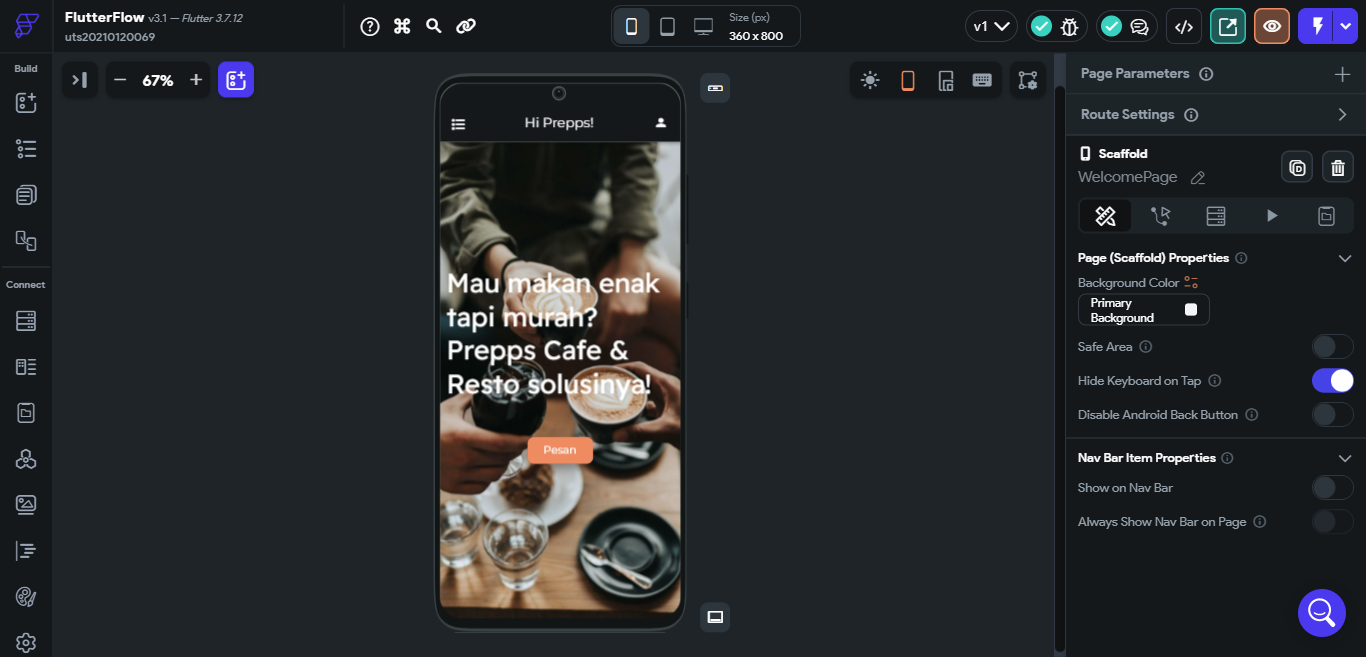 FlutterFlow v3.1 — Flutter 3.7.12
uts20210120069
Size (px)
360 x 800
v1
Build
67%
Connect
Hi Prepps!
Mau makan enak
tapi murah?
Prepps Cafe &
Resto solusinya!
Pesan
Page Parameters
Route Settings
Scaffold
WelcomePage
Page (Scaffold) Properties
Background Color
Primary
Background
Safe Area
Hide Keyboard on Tap
Disable Android Back Button
Nav Bar Item Properties
Show on Nav Bar
Always Show Nav Bar on Page